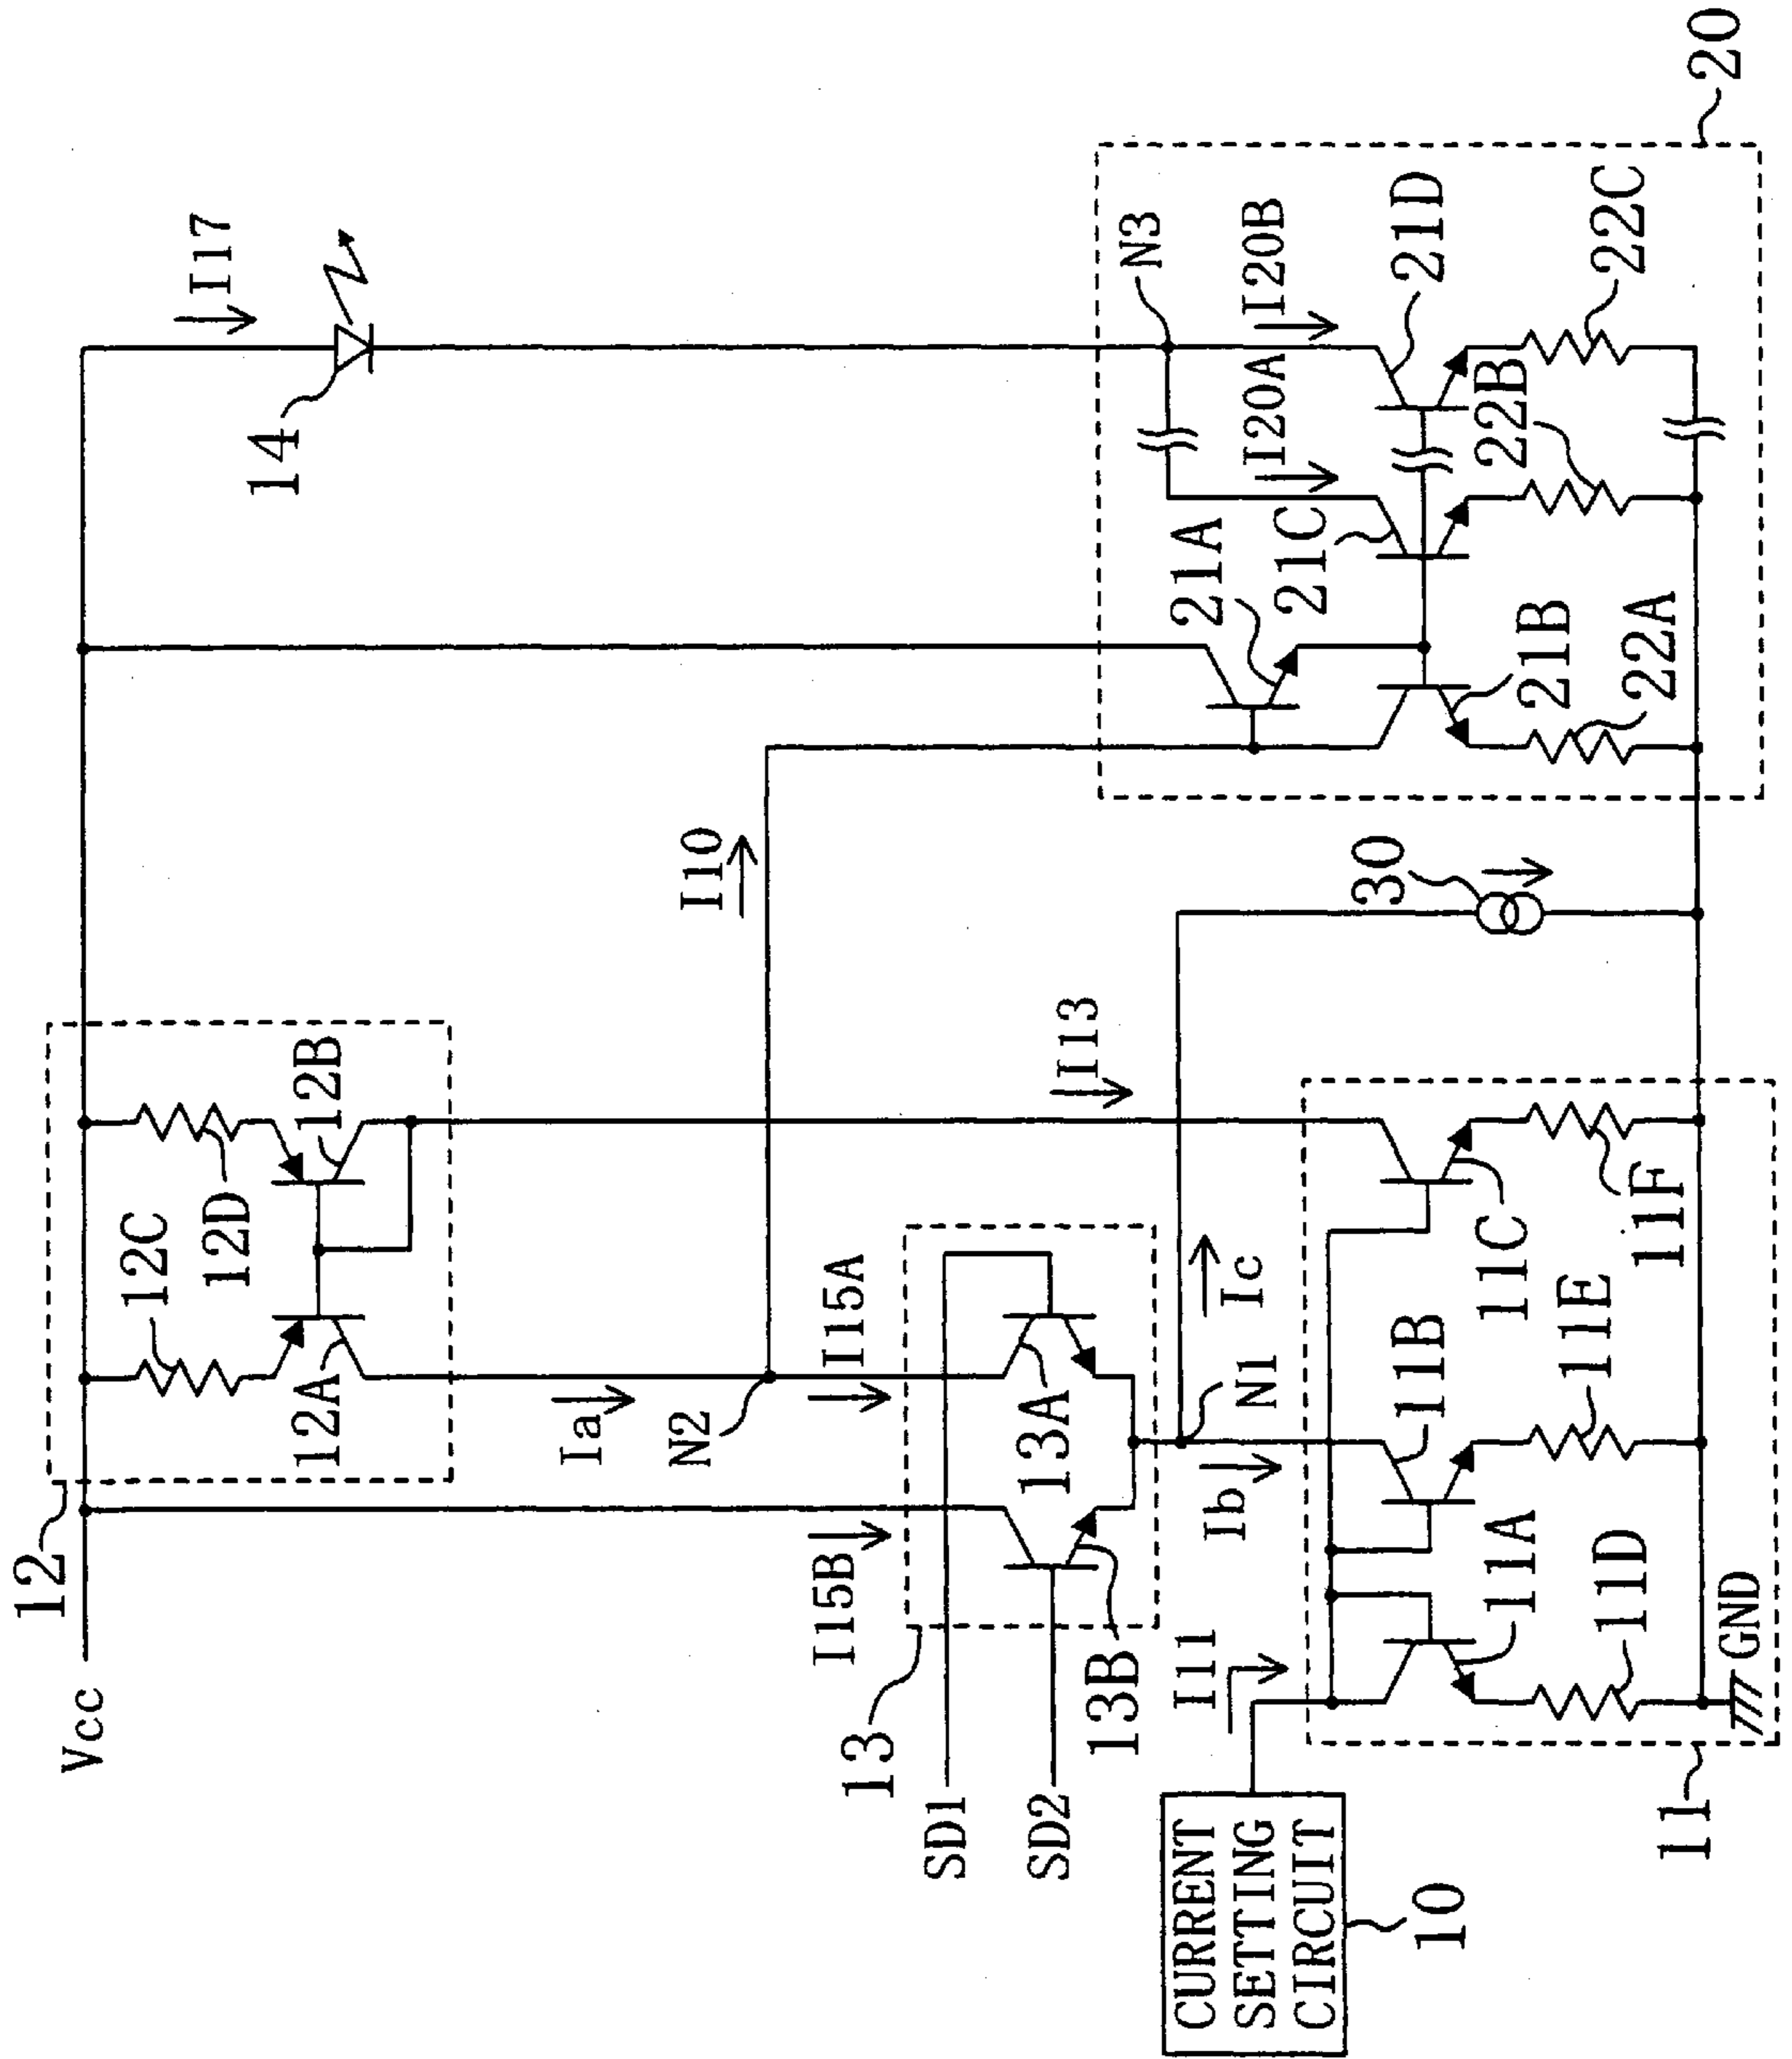 Vcc
12
12C
12D
12A
12B
14
I17
Ia
N2
I10
I15B
I15A
13
SD1
SD2
13A
13B
I13
Ib
N1
Ic
I11
CURRENT
SETTING
CIRCUIT
10
11
11A
11B
11C
11D
11E
11F
GND
30
N3
I20A
I20B
21A
21C
21D
21B
22A
22B
22C
20